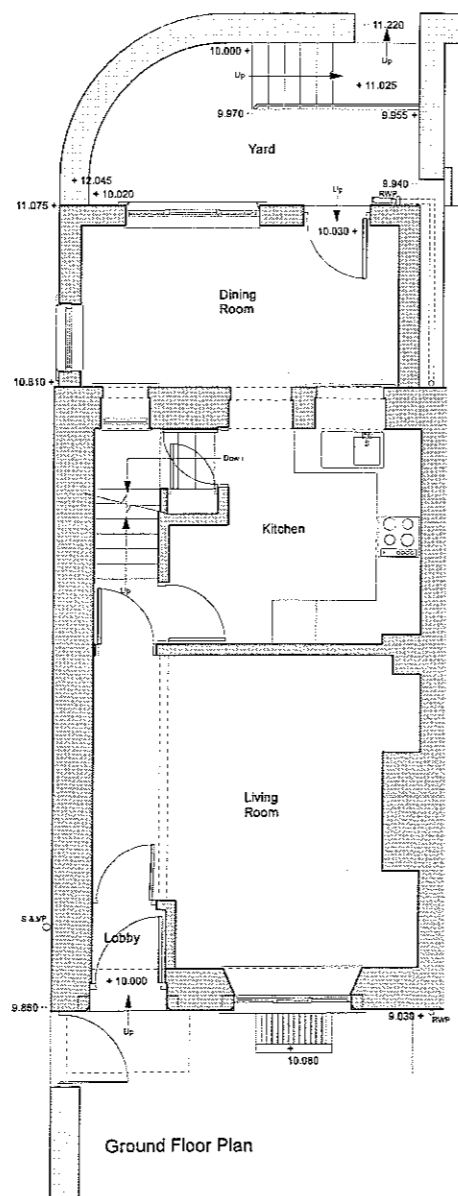 11.220
10.000 +
Up
Up
+ 11.025
9.970
9.955 +
Yard
+ 12.045
+ 10.020
9.940
RWP
11.075
Up
10.030 +
Dining
Room
10.810
Down
Kitchen
Up
Living
Room
S &VP
Lobby
+ 10.000
9.860
Up
+
10.080
9.030 +
RWP
Ground Floor Plan